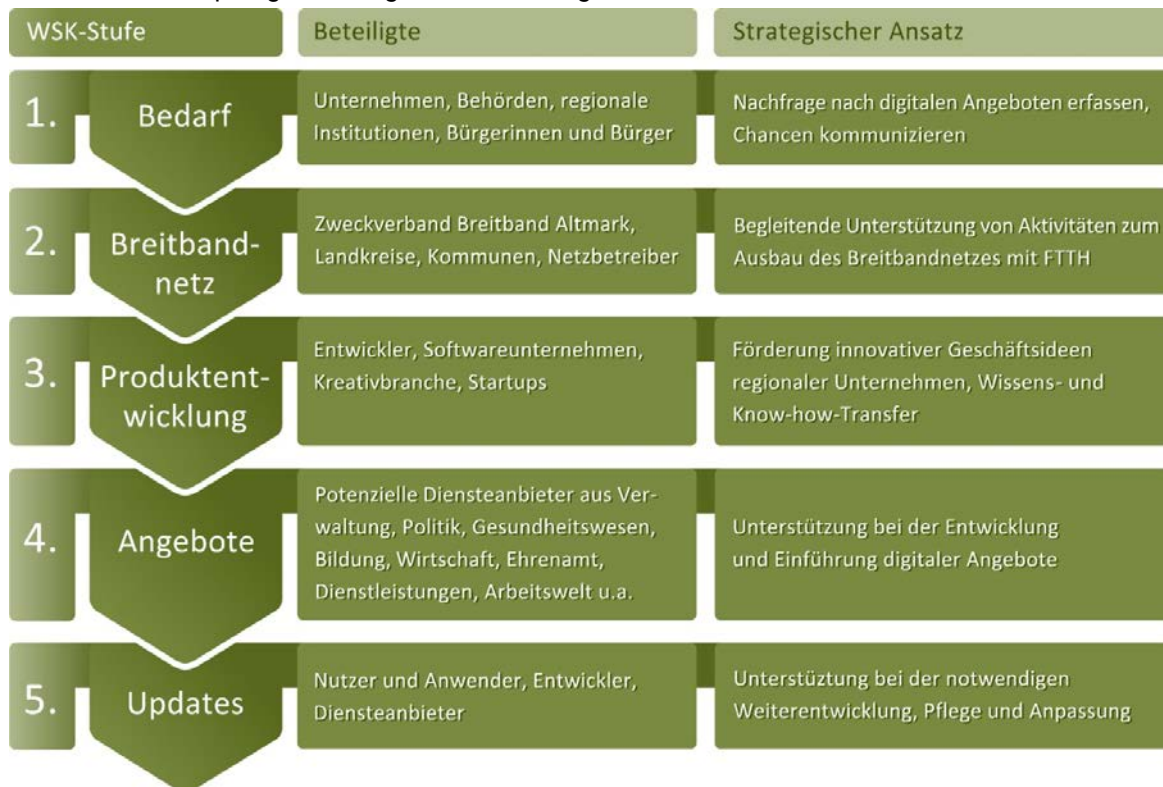 WSK-Stufe
Beteiligte
Strategischer Ansatz
1.
Bedarf
Unternehmen, Behörden, regionale
Institutionen, Bürgerinnen und Bürger
Nachfrage nach digitalen Angeboten erfassen,
Chancen kommunizieren
2.
Breitband-
netz
Zweckverband Breitband Altmark,
Landkreise, Kommunen, Netzbetreiber
Begleitende Unterstützung von Aktivitäten zum
Ausbau des Breitbandnetzes mit FTTH
3.
Produktent-
wicklung
Entwickler, Softwareunternehmen,
Kreativbranche, Startups
Förderung innovativer Geschäftsideen
regionaler Unternehmen, Wissens- und
Know-how-Transfer
4.
Angebote
Potenzielle Diensteanbieter aus Ver-
waltung, Politik, Gesundheitswesen,
Bildung, Wirtschaft, Ehrenamt,
Dienstleistungen, Arbeitswelt u.a.
Unterstützung bei der Entwicklung
und Einführung digitaler Angebote
5.
Updates
Nutzer und Anwender, Entwickler,
Diensteanbieter
Unterstüztung bei der notwendigen
Weiterentwicklung, Pflege und Anpassung